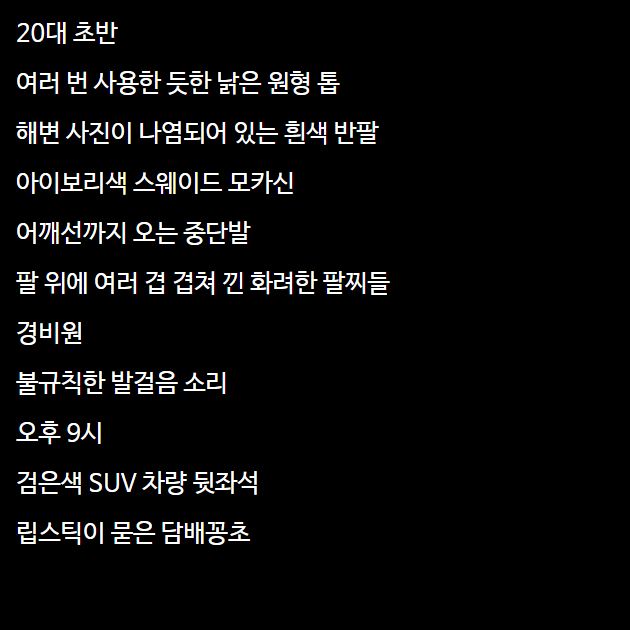 20대 초반
여러 번 사용한 듯한 낡은 원형 톱
해변 사진이 나염되어 있는 흰색 반팔
아이보리색 스웨이드 모카신
어깨선까지 오는 중단발
팔 위에 여러 겹 겹쳐 낀 화려한 팔찌들
경비원
불규칙한 발걸음 소리
오후 9시
검은색 SUV 차량 뒷좌석
립스틱이 묻은 담배꽁초